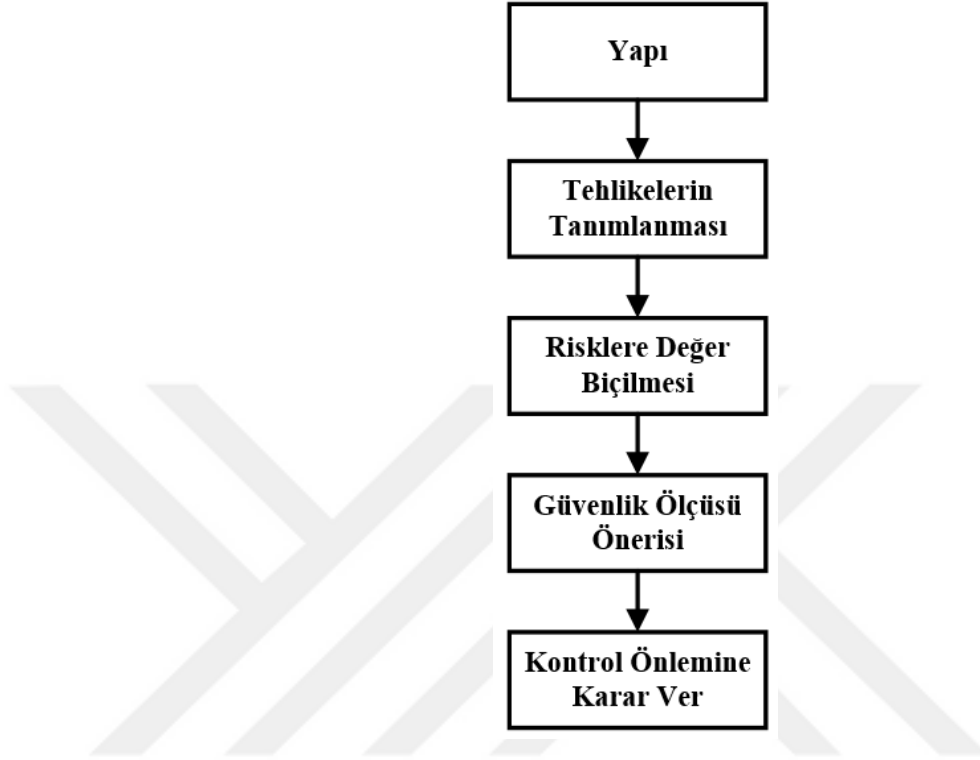 Yapı
Tehlikelerin
Tanımlanması
Risklere Değer
Biçilmesi
Güvenlik Ölçüsü
Önerisi
Kontrol Önlemine
Karar Ver